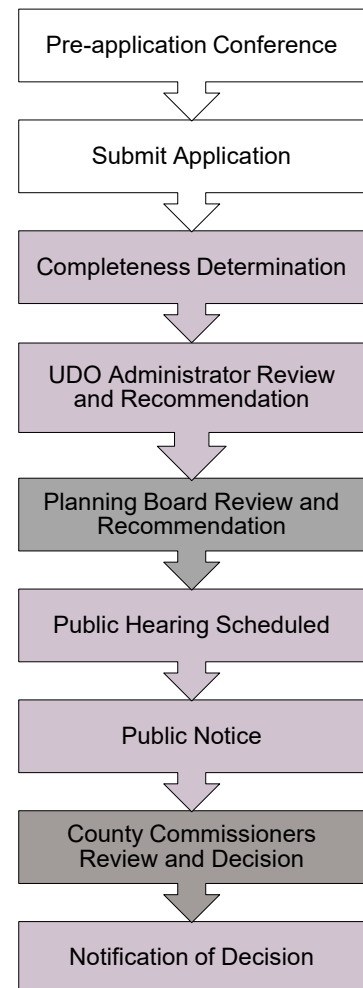 Pre-application Conference
Submit Application
Completeness Determination
UDO Administrator Review
and Recommendation
Planning Board Review and
Recommendation
Public Hearing Scheduled
Public Notice
County Commissioners
Review and Decision
Notification of Decision